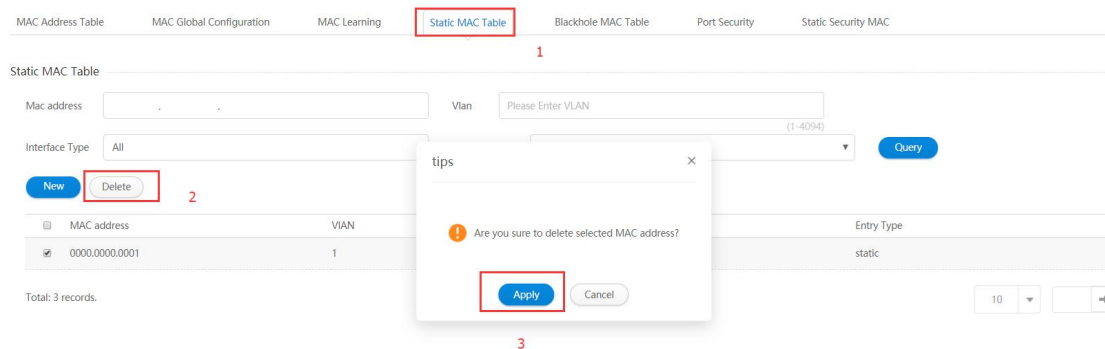 MAC Address Table MAC Global Configuration MAC Learning Static MAC Table Blackhole MAC Table Port Security Static Security MAC
1
Static MAC Table
Mac address . . Vlan Please Enter VLAN
(1-4094)
Interface Type All Query
tips ×
New Delete 2
MAC address VIAN Entry Type
! Are you sure to delete selected MAC address?
0000.0000.0001 1 static
Total: 3 records. Apply Cancel 10
3